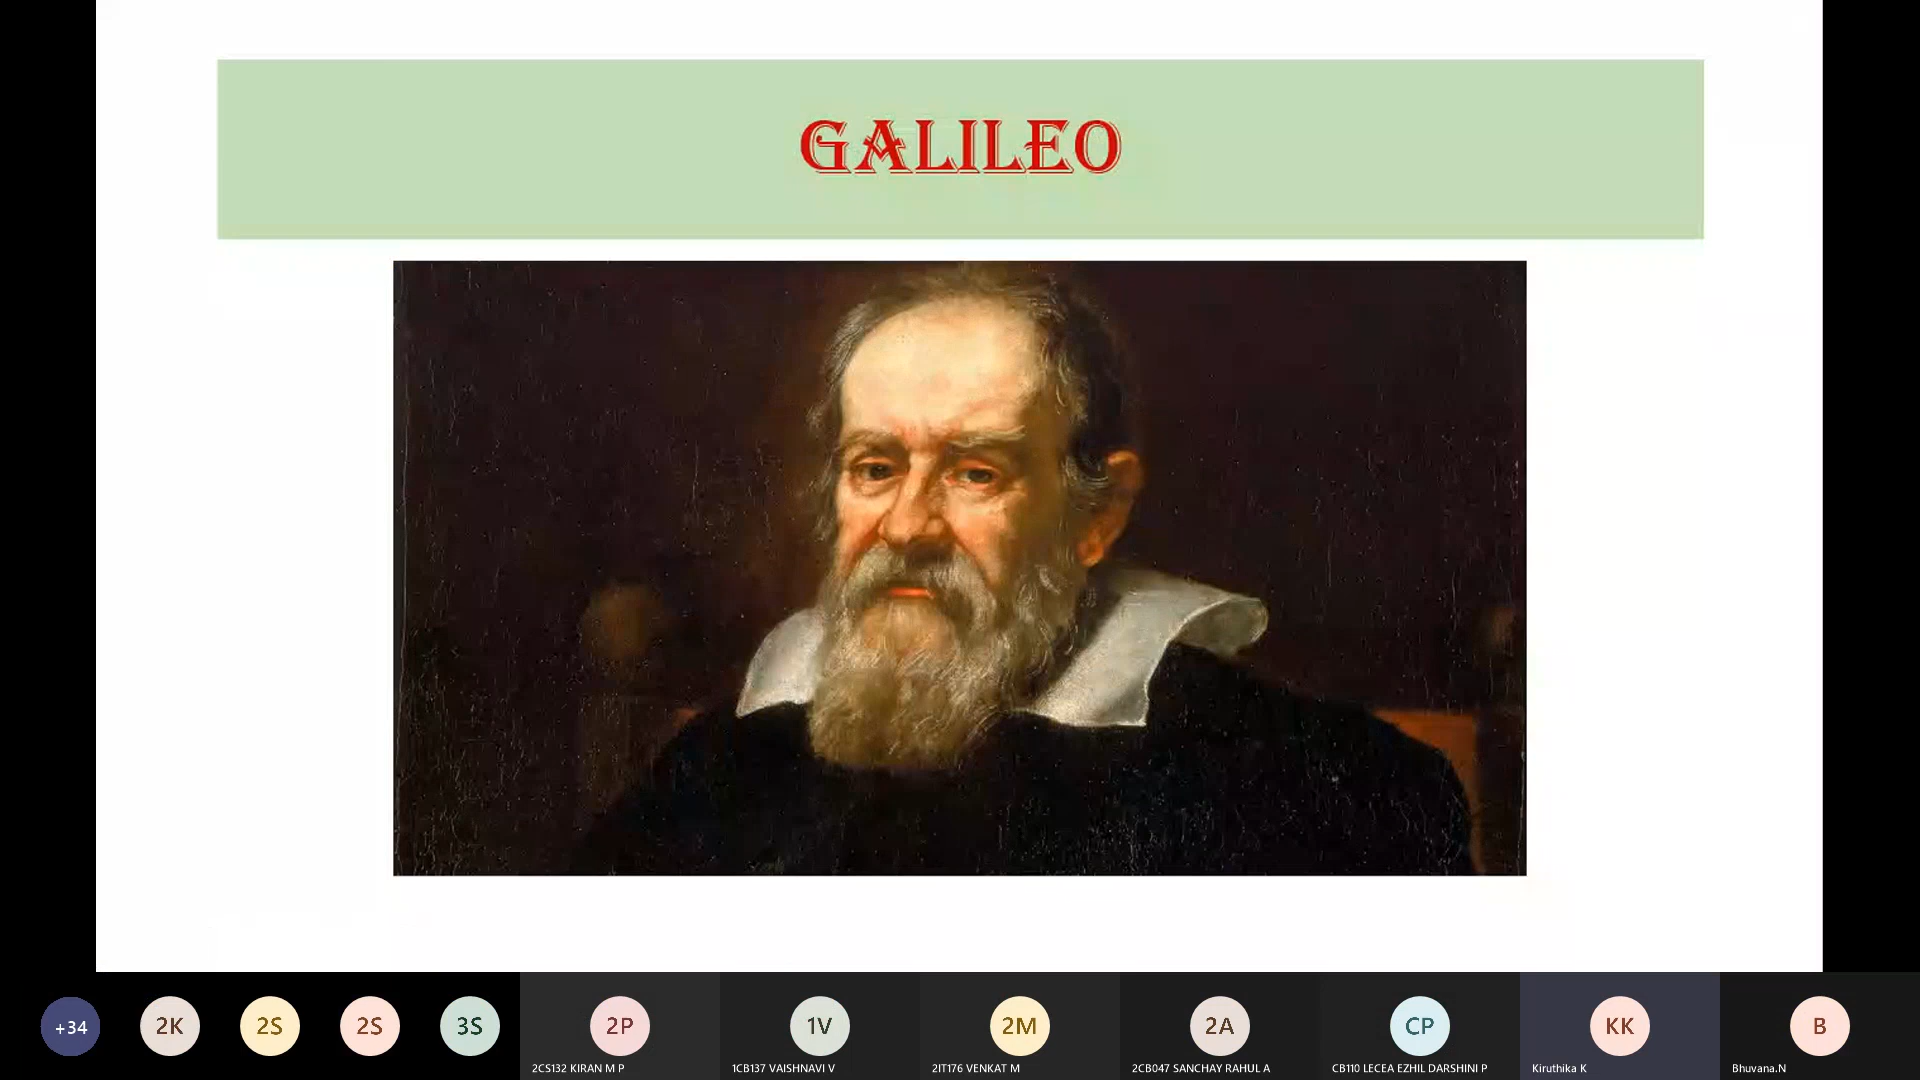 GALILEO
+34
2K
2S
2S
3S
2P
1V
2M
2A
CP
KK
B
2CS132 KIRAN M P
1CB137 VAISHNAVI V
2IT176 VENKAT M
2CB047 SANCHAY RAHUL A
CB110 LECEA EZHIL DARSHINI P
Kiruthika K
Bhuvana.N